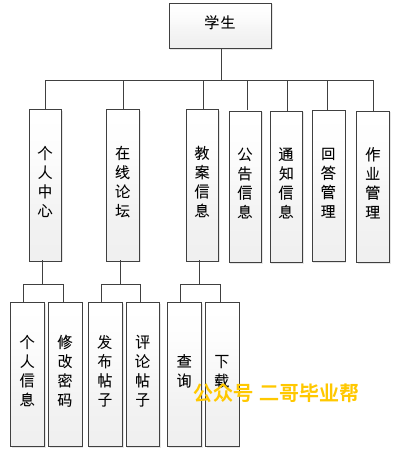 学生
个人中心
在线论坛
教案信息
公告信息
通知信息
回答管理
作业管理
个人信息
修改密码
发布帖子
评论帖子
查询
下载
公众号 二哥毕业帮